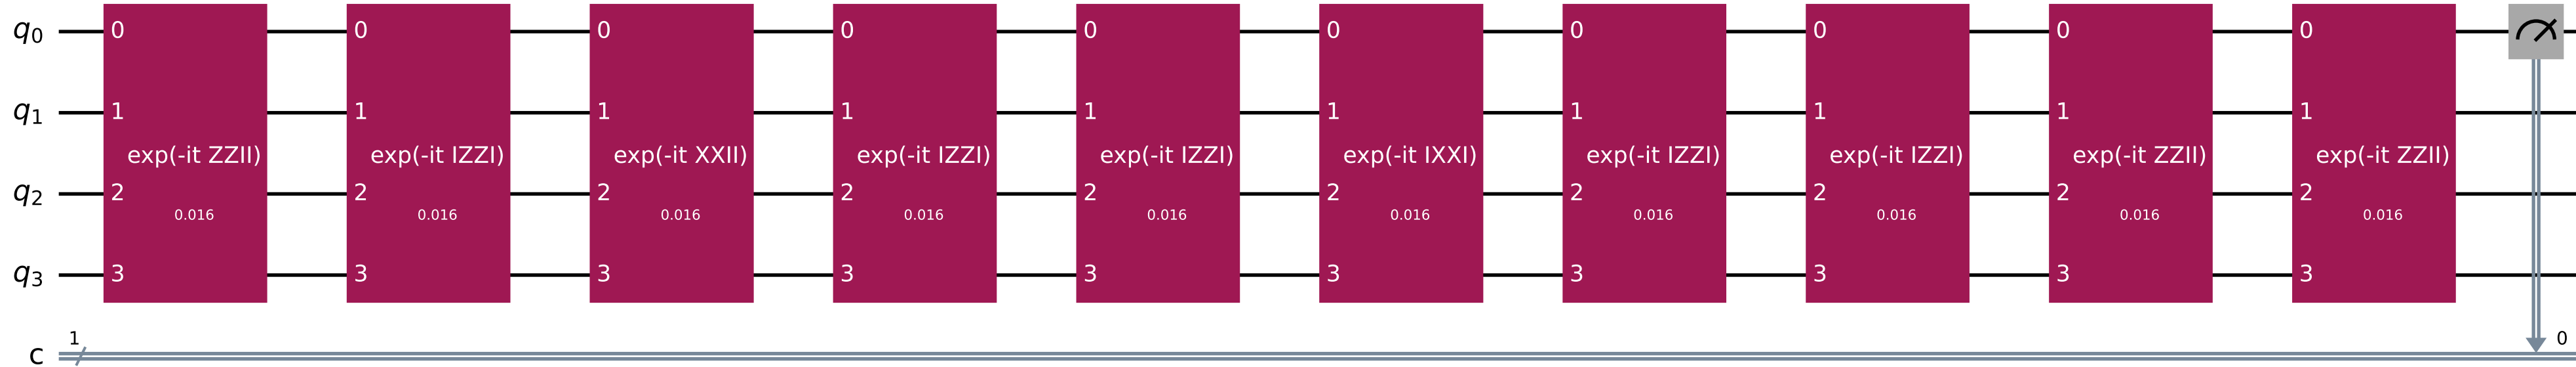 q0 0 0 0 0 0 0 0 0 0 0
q1 1 1 1 1 1 1 1 1 1 1
exp(-it ZZII) exp(-it IZZI) exp(-it XXII) exp(-it IZZI) exp(-it IZZI) exp(-it IXXI) exp(-it IZZI) exp(-it IZZI) exp(-it ZZII) exp(-it ZZII)
q2 2 2 2 2 2 2 2 2 2 2
0.016 0.016 0.016 0.016 0.016 0.016 0.016 0.016 0.016 0.016
q3 3 3 3 3 3 3 3 3 3 3
1 0
c